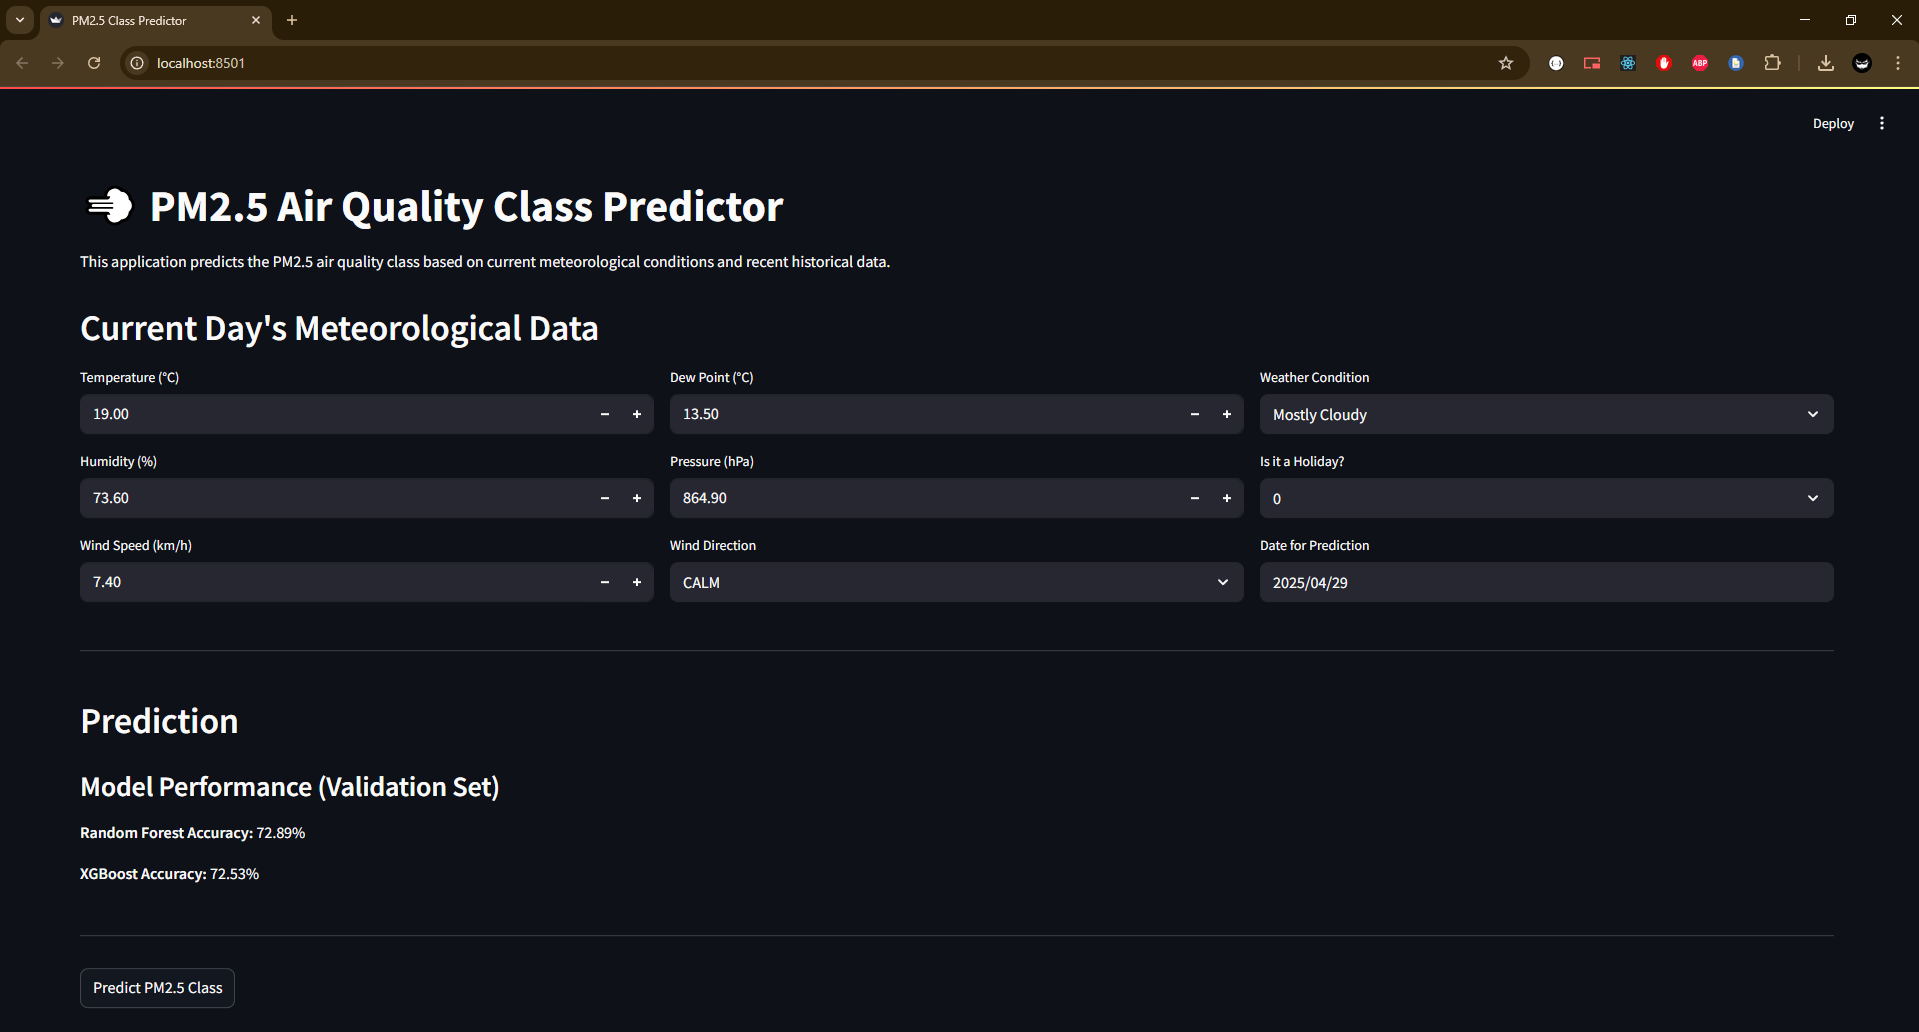 PM2.5 Class Predictor
localhost:8501
ABP
Deploy
PM2.5 Air Quality Class Predictor
This application predicts the PM2.5 air quality class based on current meteorological conditions and recent historical data.
Current Day's Meteorological Data
Temperature (°C)
19.00
Dew Point (°C)
13.50
Weather Condition
Mostly Cloudy
Humidity (%)
73.60
Pressure (hPa)
864.90
Is it a Holiday?
0
Wind Speed (km/h)
7.40
Wind Direction
CALM
Date for Prediction
2025/04/29
Prediction
Model Performance (Validation Set)
Random Forest Accuracy: 72.89%
XGBoost Accuracy: 72.53%
Predict PM2.5 Class